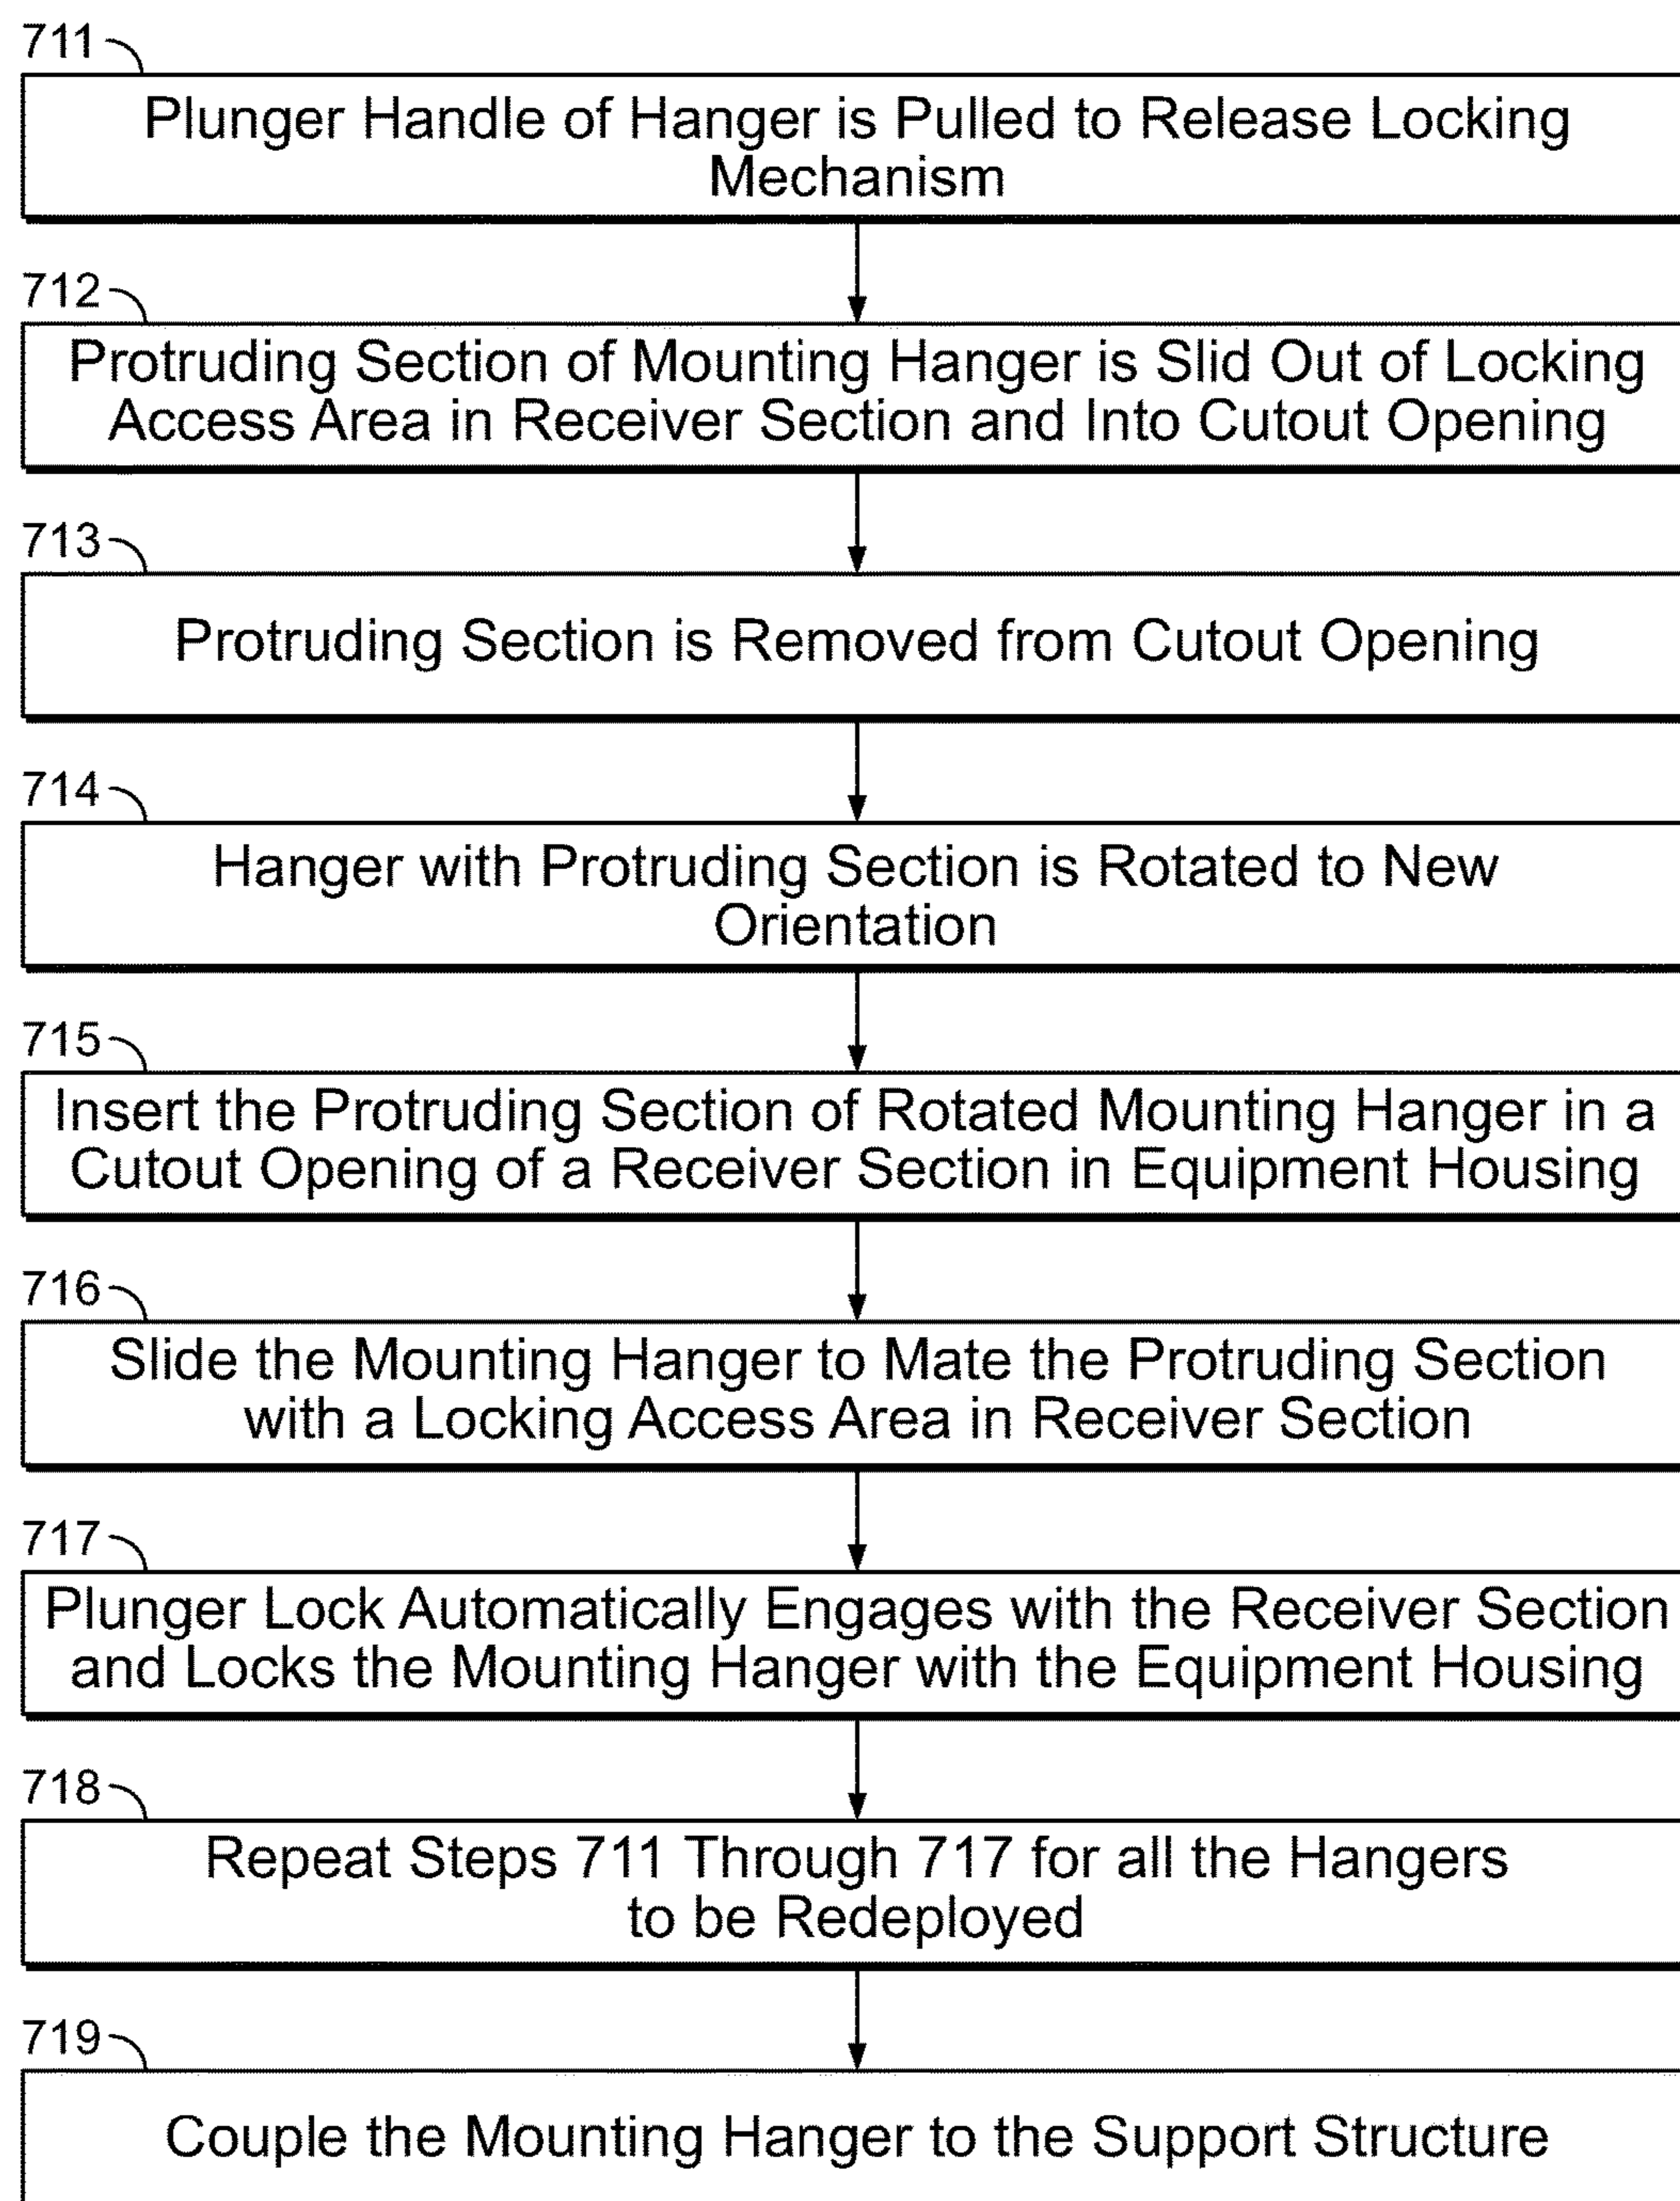 711
Plunger Handle of Hanger is Pulled to Release Locking
Mechanism
712
Protruding Section of Mounting Hanger is Slid Out of Locking
Access Area in Receiver Section and Into Cutout Opening
713
Protruding Section is Removed from Cutout Opening
714
Hanger with Protruding Section is Rotated to New
Orientation
715
Insert the Protruding Section of Rotated Mounting Hanger in a
Cutout Opening of a Receiver Section in Equipment Housing
716
Slide the Mounting Hanger to Mate the Protruding Section
with a Locking Access Area in Receiver Section
717
Plunger Lock Automatically Engages with the Receiver Section
and Locks the Mounting Hanger with the Equipment Housing
718
Repeat Steps 711 Through 717 for all the Hangers
to be Redeployed
719
Couple the Mounting Hanger to the Support Structure